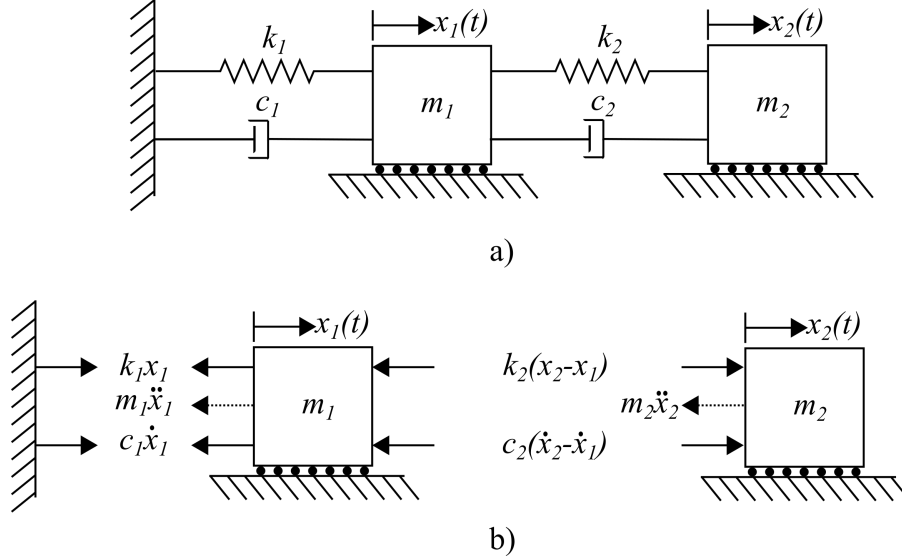 x₁(t) x₂(t)
k₁ k₂
c₁ m₁ c₂ m₂
a)
x₁(t) x₂(t)
k₁x₁ k₂(x₂-x₁)
m₁ẍ₁ m₁ m₂ẍ₂ m₂
c₁ẋ₁ c₂(ẋ₂-ẋ₁)
b)